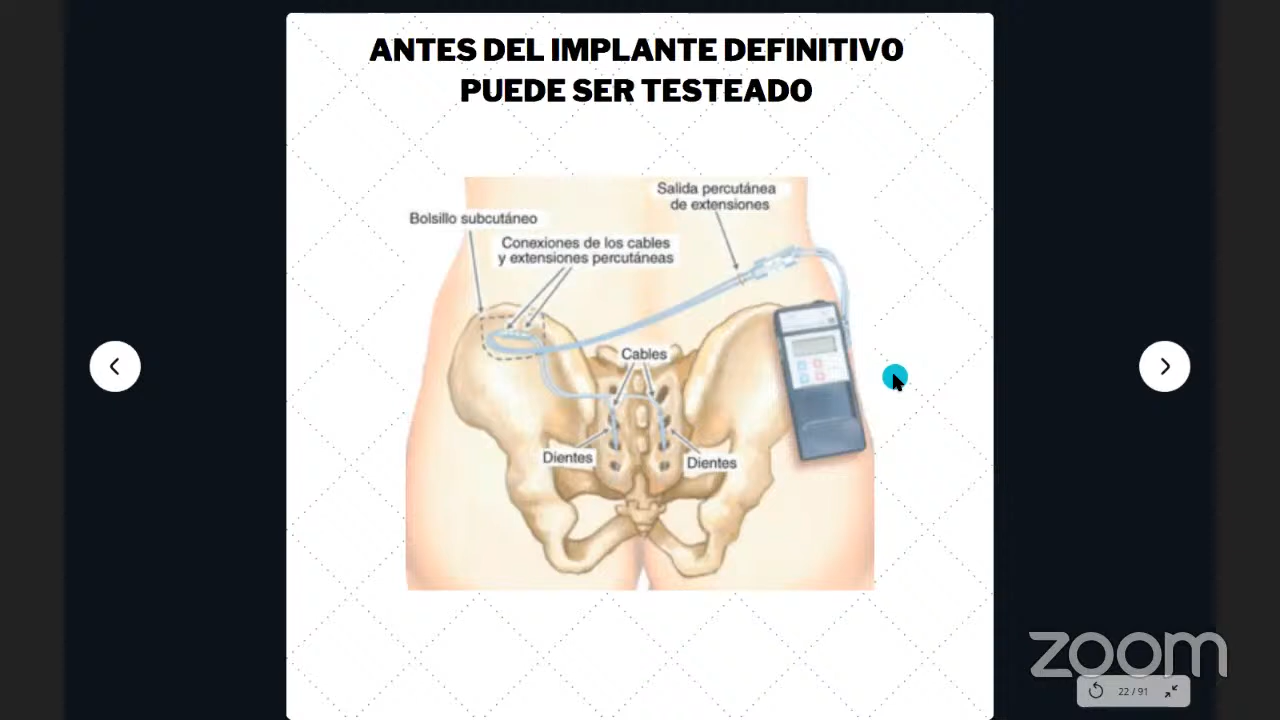 ANTES DEL IMPLANTE DEFINITIVO
PUEDE SER TESTEADO
Salida percutánea
de extensiones
Bolsillo subcutáneo
Conexiones de los cables
y extensiones percutáneas
Cables
Dientes
Dientes
zoom
22 / 91